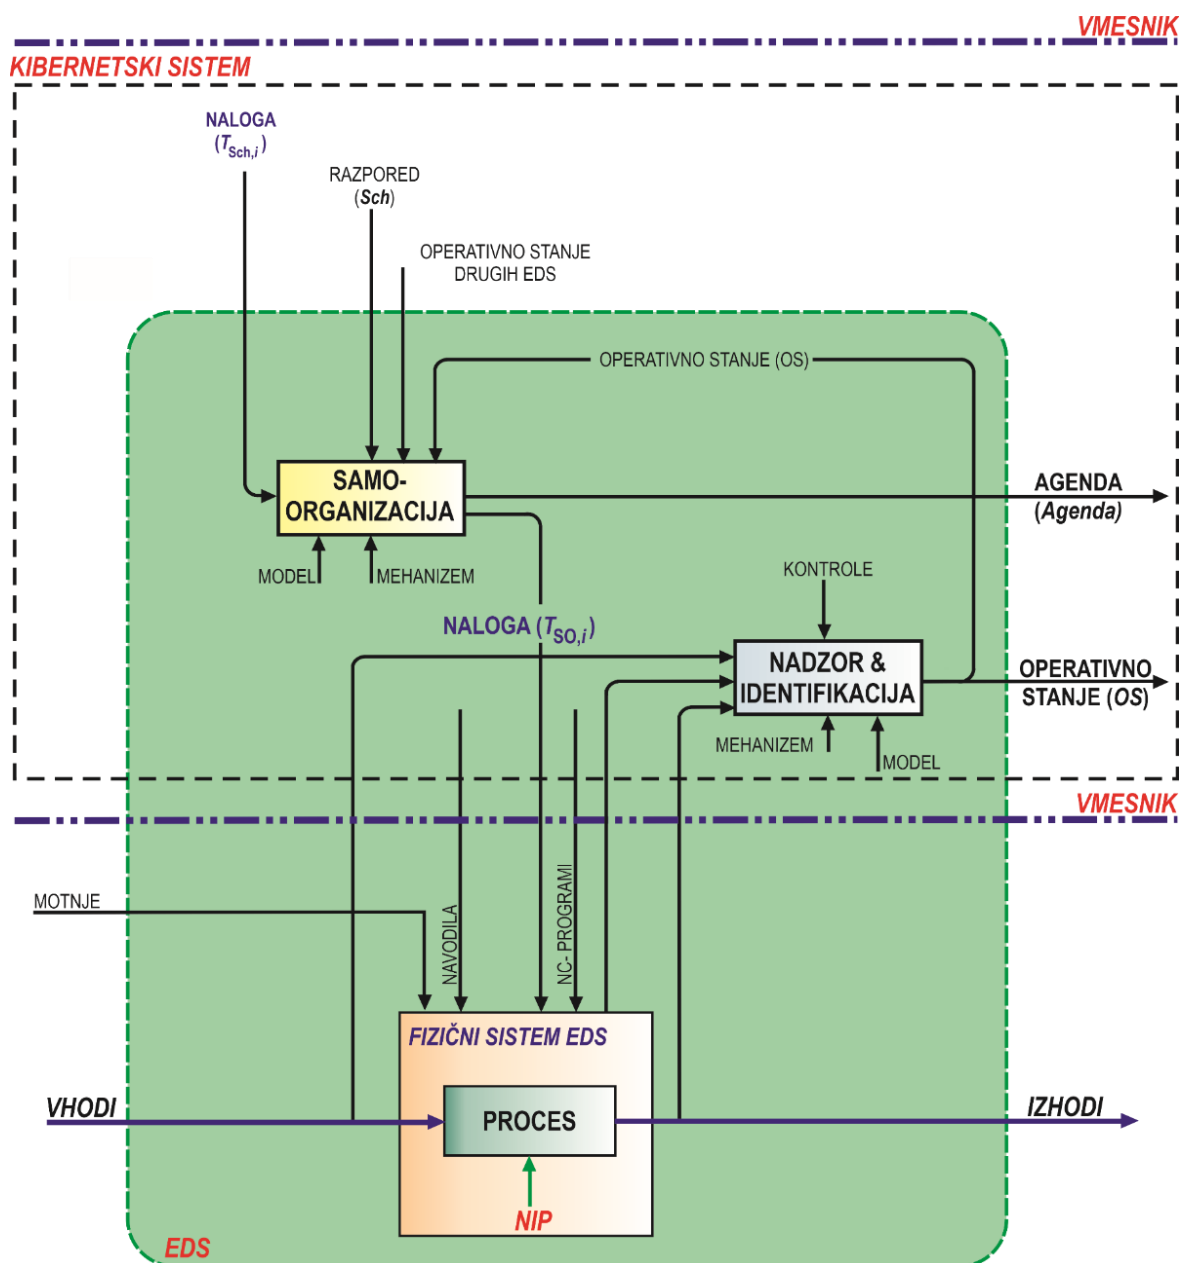 VMESNIK
KIBERNETSKI SISTEM
NALOGA
(T_Sch,i)
RAZPORED
(Sch)
OPERATIVNO STANJE
DRUGIH EDS
OPERATIVNO STANJE (OS)
SAMO-
ORGANIZACIJA
AGENDA
(Agenda)
MODEL
MEHANIZEM
KONTROLE
NALOGA (T_SO,i)
NADZOR &
IDENTIFIKACIJA
OPERATIVNO
STANJE (OS)
MEHANIZEM
MODEL
VMESNIK
MOTNJE
NAVODILA
NC- PROGRAMI
FIZIČNI SISTEM EDS
VHODI
PROCES
IZHODI
NIP
EDS